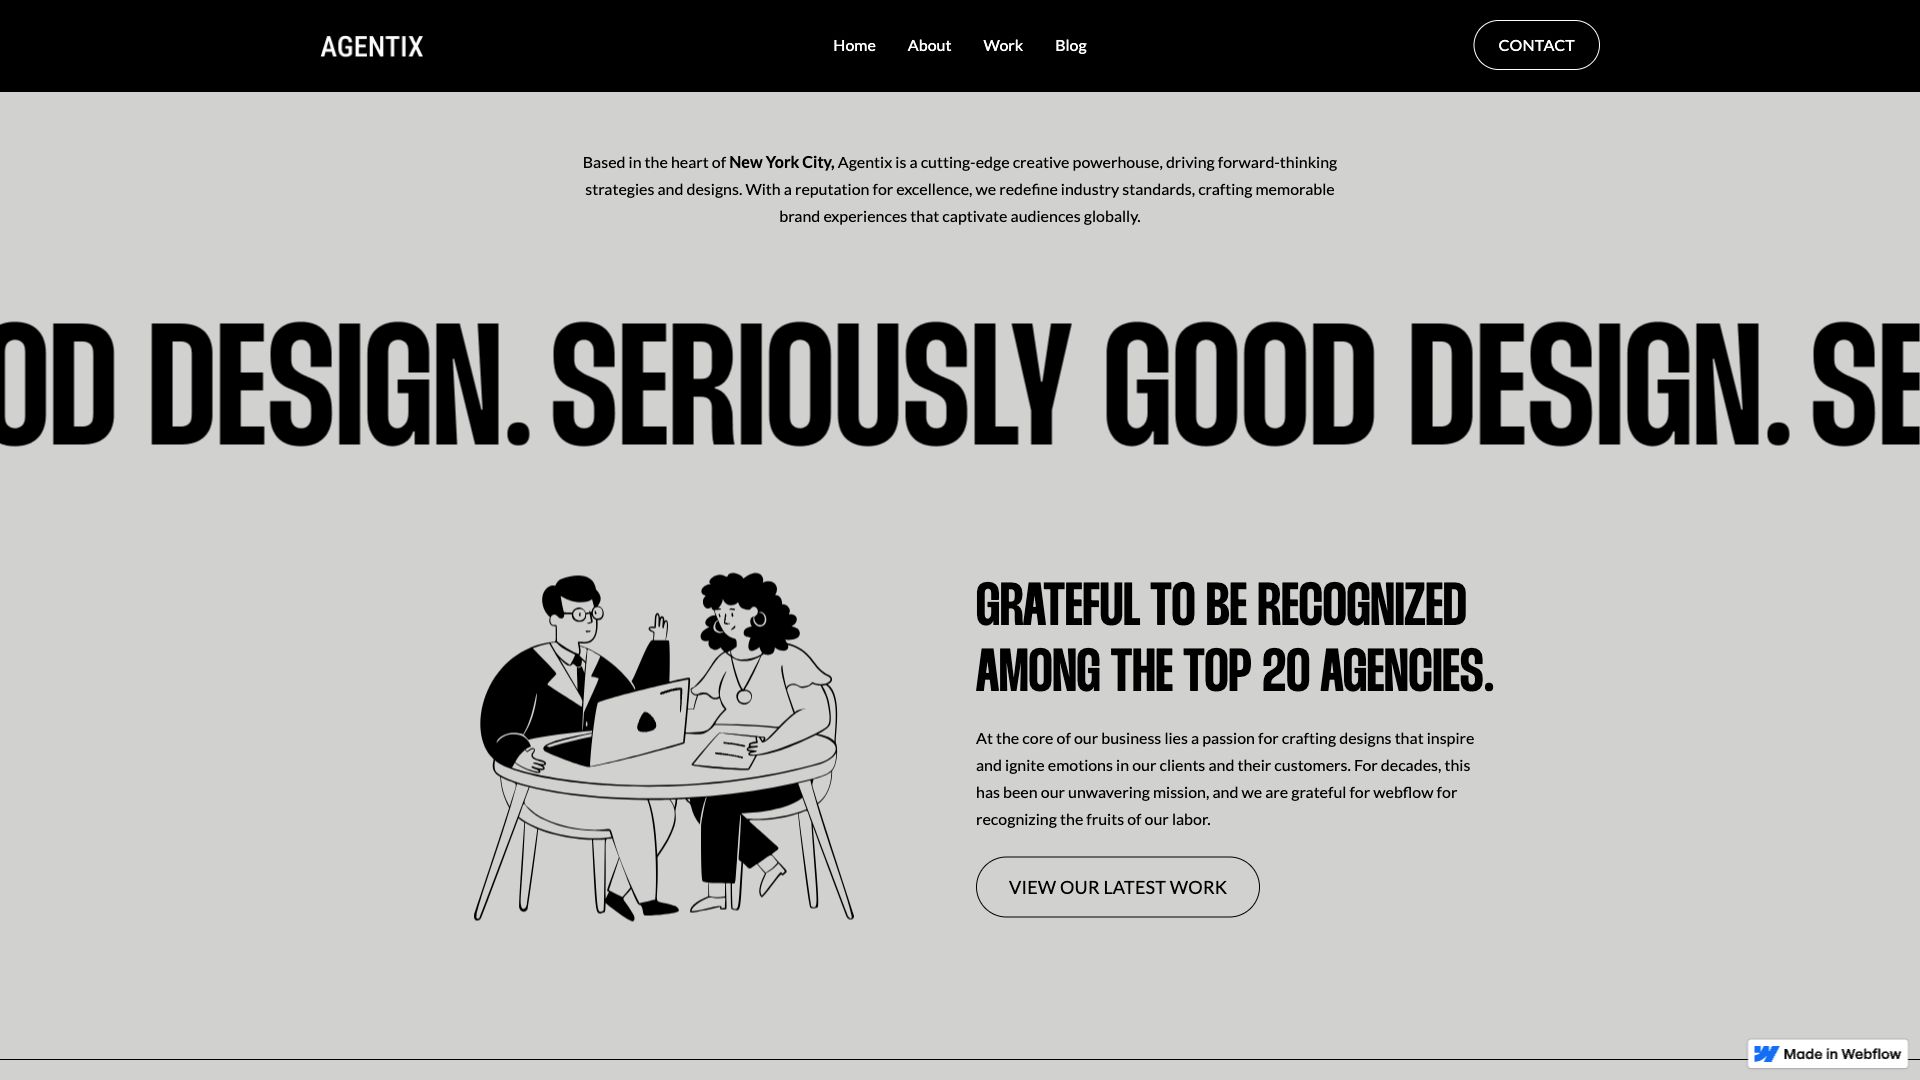 AGENTIX
Home
About
Work
Blog
CONTACT
Based in the heart of New York City, Agentix is a cutting-edge creative powerhouse, driving forward-thinking
strategies and designs. With a reputation for excellence, we redefine industry standards, crafting memorable
brand experiences that captivate audiences globally.
OD DESIGN. SERIOUSLY GOOD DESIGN. SE
GRATEFUL TO BE RECOGNIZED
AMONG THE TOP 20 AGENCIES.
At the core of our business lies a passion for crafting designs that inspire
and ignite emotions in our clients and their customers. For decades, this
has been our unwavering mission, and we are grateful for webflow for
recognizing the fruits of our labor.
VIEW OUR LATEST WORK
Made in Webflow